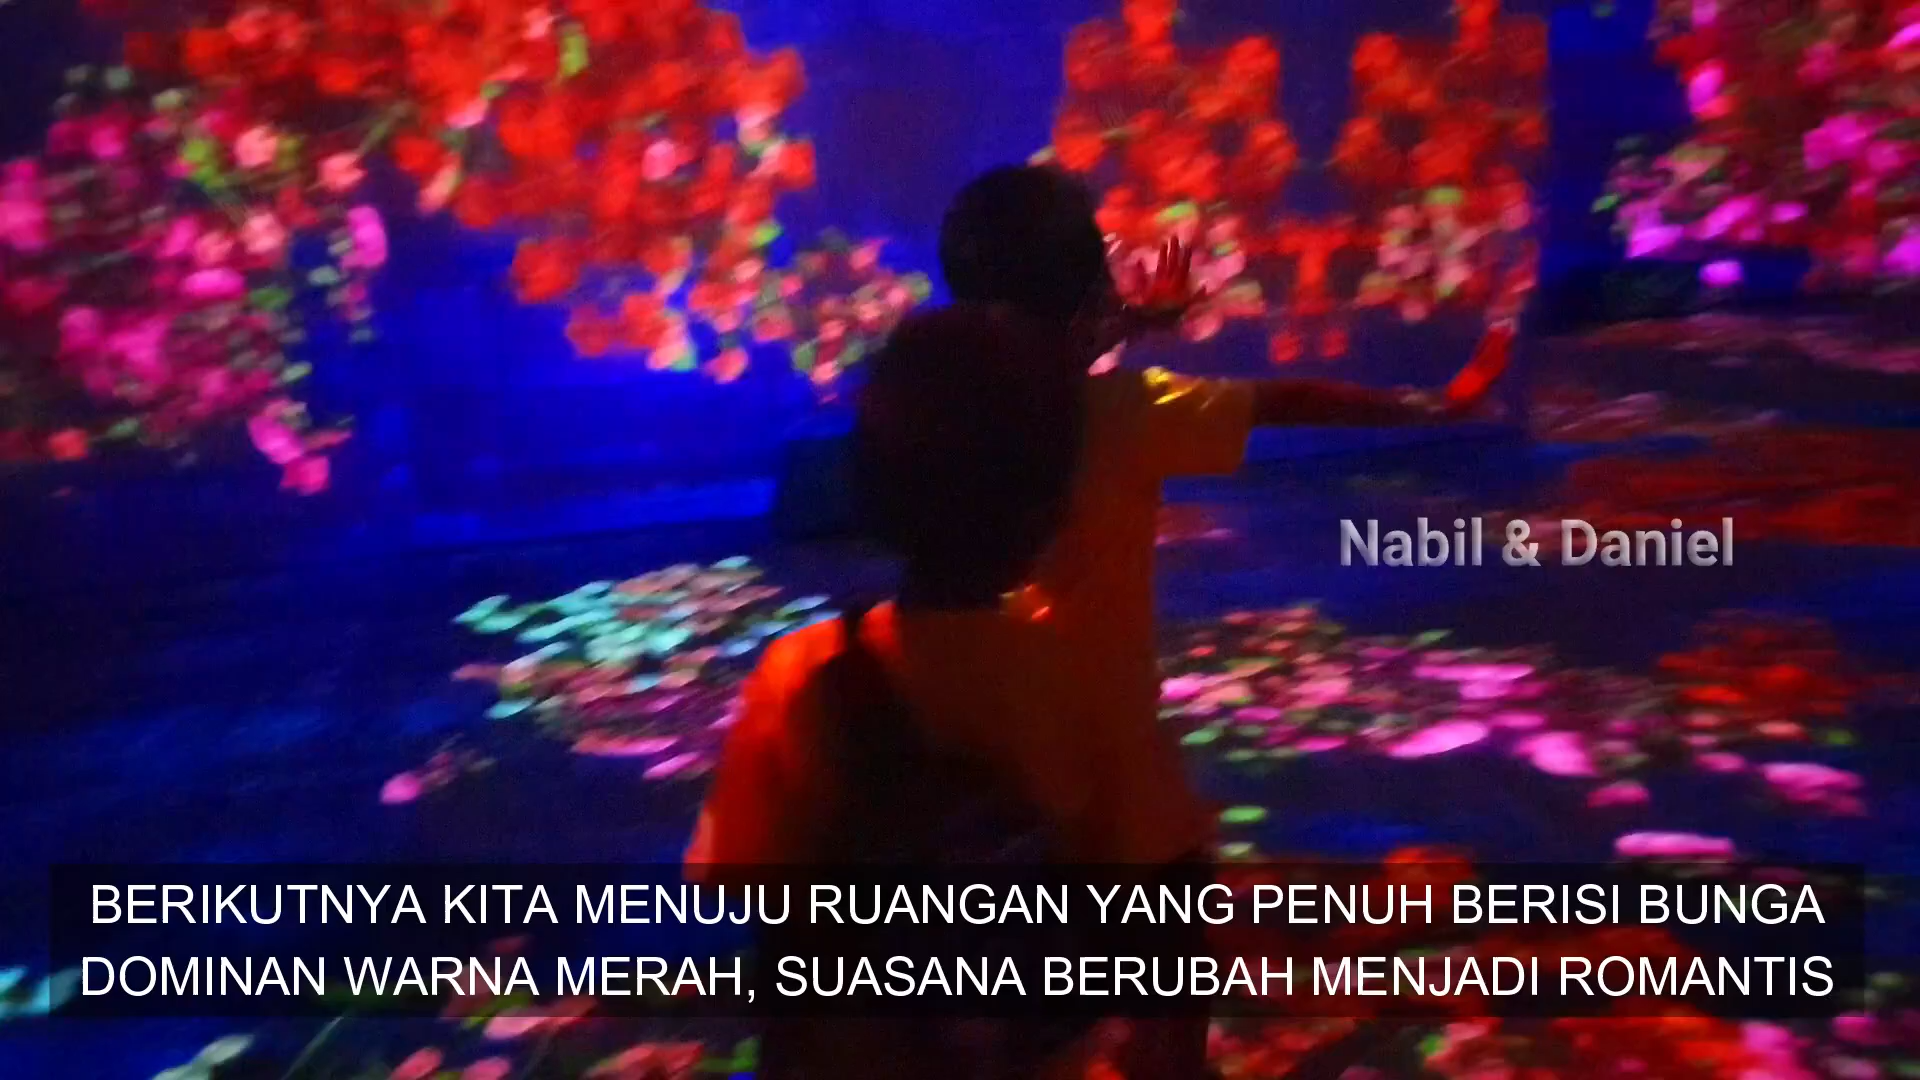 Nabil & Daniel
BERIKUTNYA KITA MENUJU RUANGAN YANG PENUH BERISI BUNGA
DOMINAN WARNA MERAH, SUASANA BERUBAH MENJADI ROMANTIS